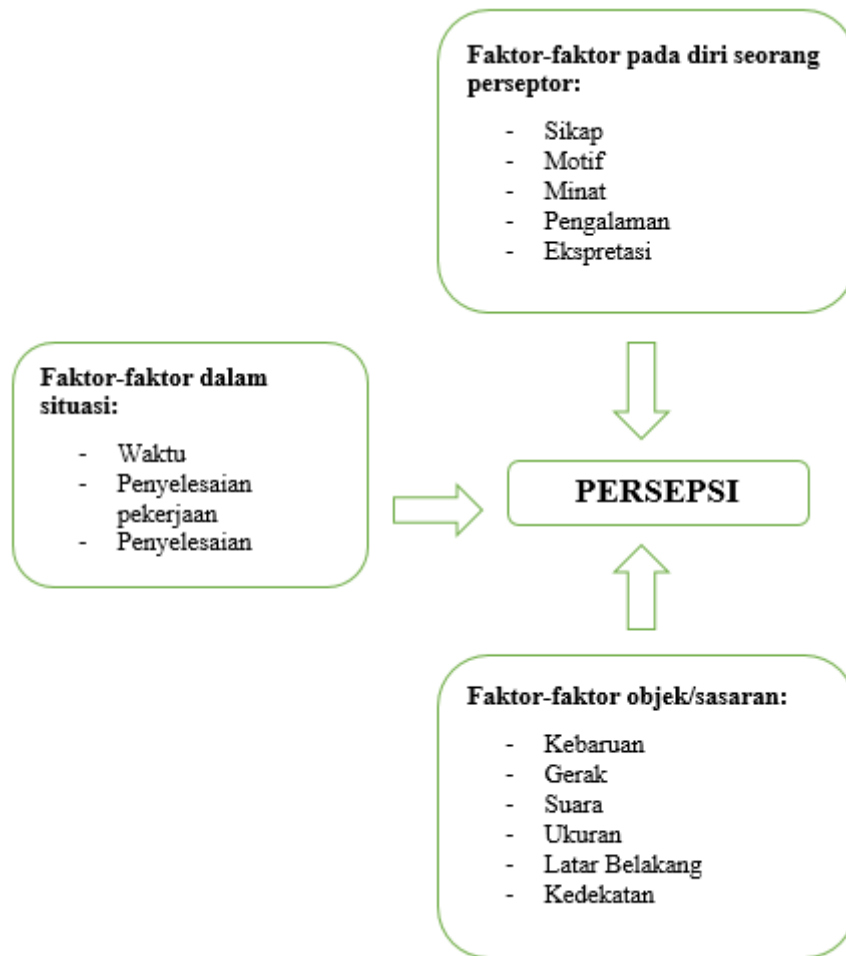 Faktor-faktor pada diri seorang
perseptor:
- Sikap
- Motif
- Minat
- Pengalaman
- Ekspretasi
Faktor-faktor dalam
situasi:
- Waktu
- Penyelesaian
pekerjaan
- Penyelesaian
PERSEPSI
Faktor-faktor objek/sasaran:
- Kebaruan
- Gerak
- Suara
- Ukuran
- Latar Belakang
- Kedekatan